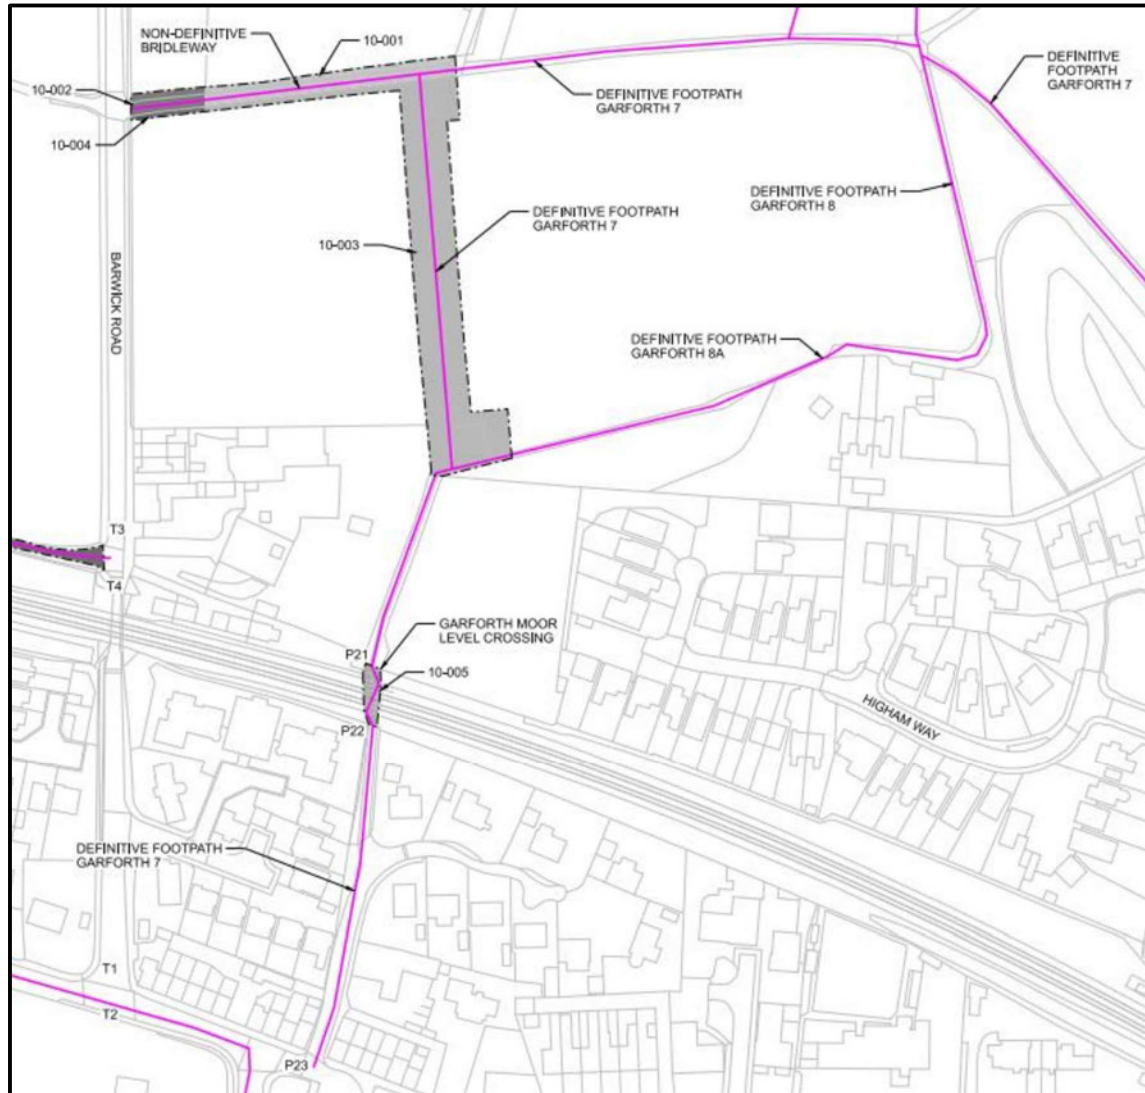 NON-DEFINITIVE
BRIDLEWAY
10-001
10-002
10-004
DEFINITIVE FOOTPATH
GARFORTH 7
DEFINITIVE
FOOTPATH
GARFORTH 7
DEFINITIVE FOOTPATH
GARFORTH 8
DEFINITIVE FOOTPATH
GARFORTH 7
10-003
BARWICK ROAD
DEFINITIVE FOOTPATH
GARFORTH 8A
T3
T4
GARFORTH MOOR
LEVEL CROSSING
P21
10-005
P22
HIGHAM WAY
DEFINITIVE FOOTPATH
GARFORTH 7
T1
T2
P23